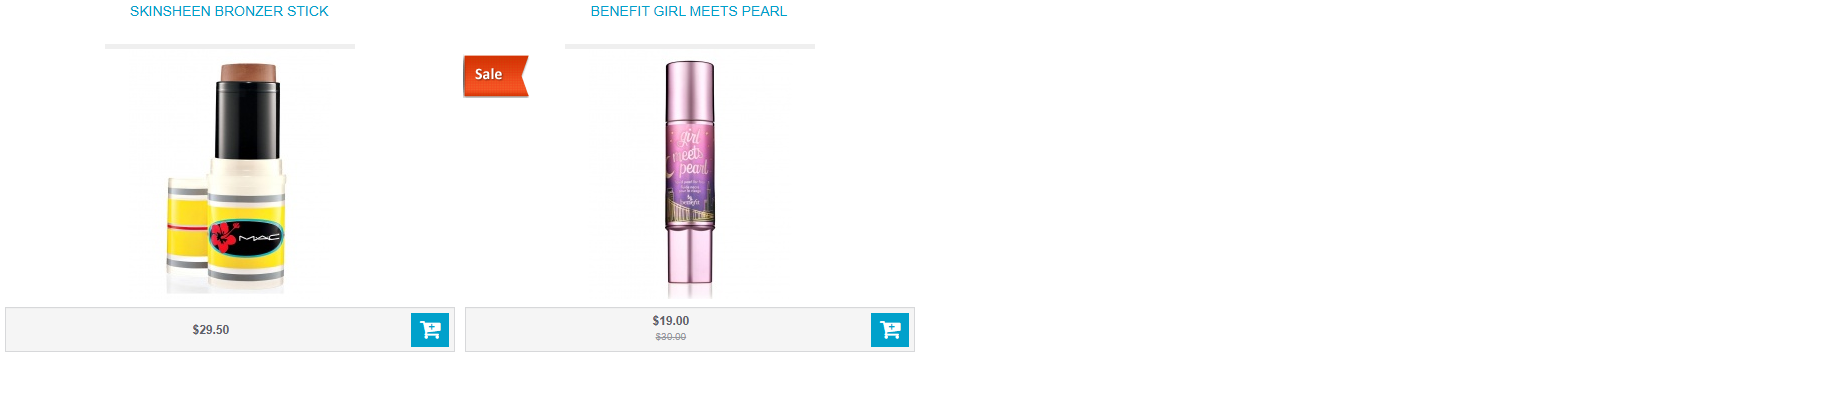 SKINSHEEN BRONZER STICK
MAC
$29.50
BENEFIT GIRL MEETS PEARL
Sale
girl
meets
pearl
benefit
$19.00
$30.00